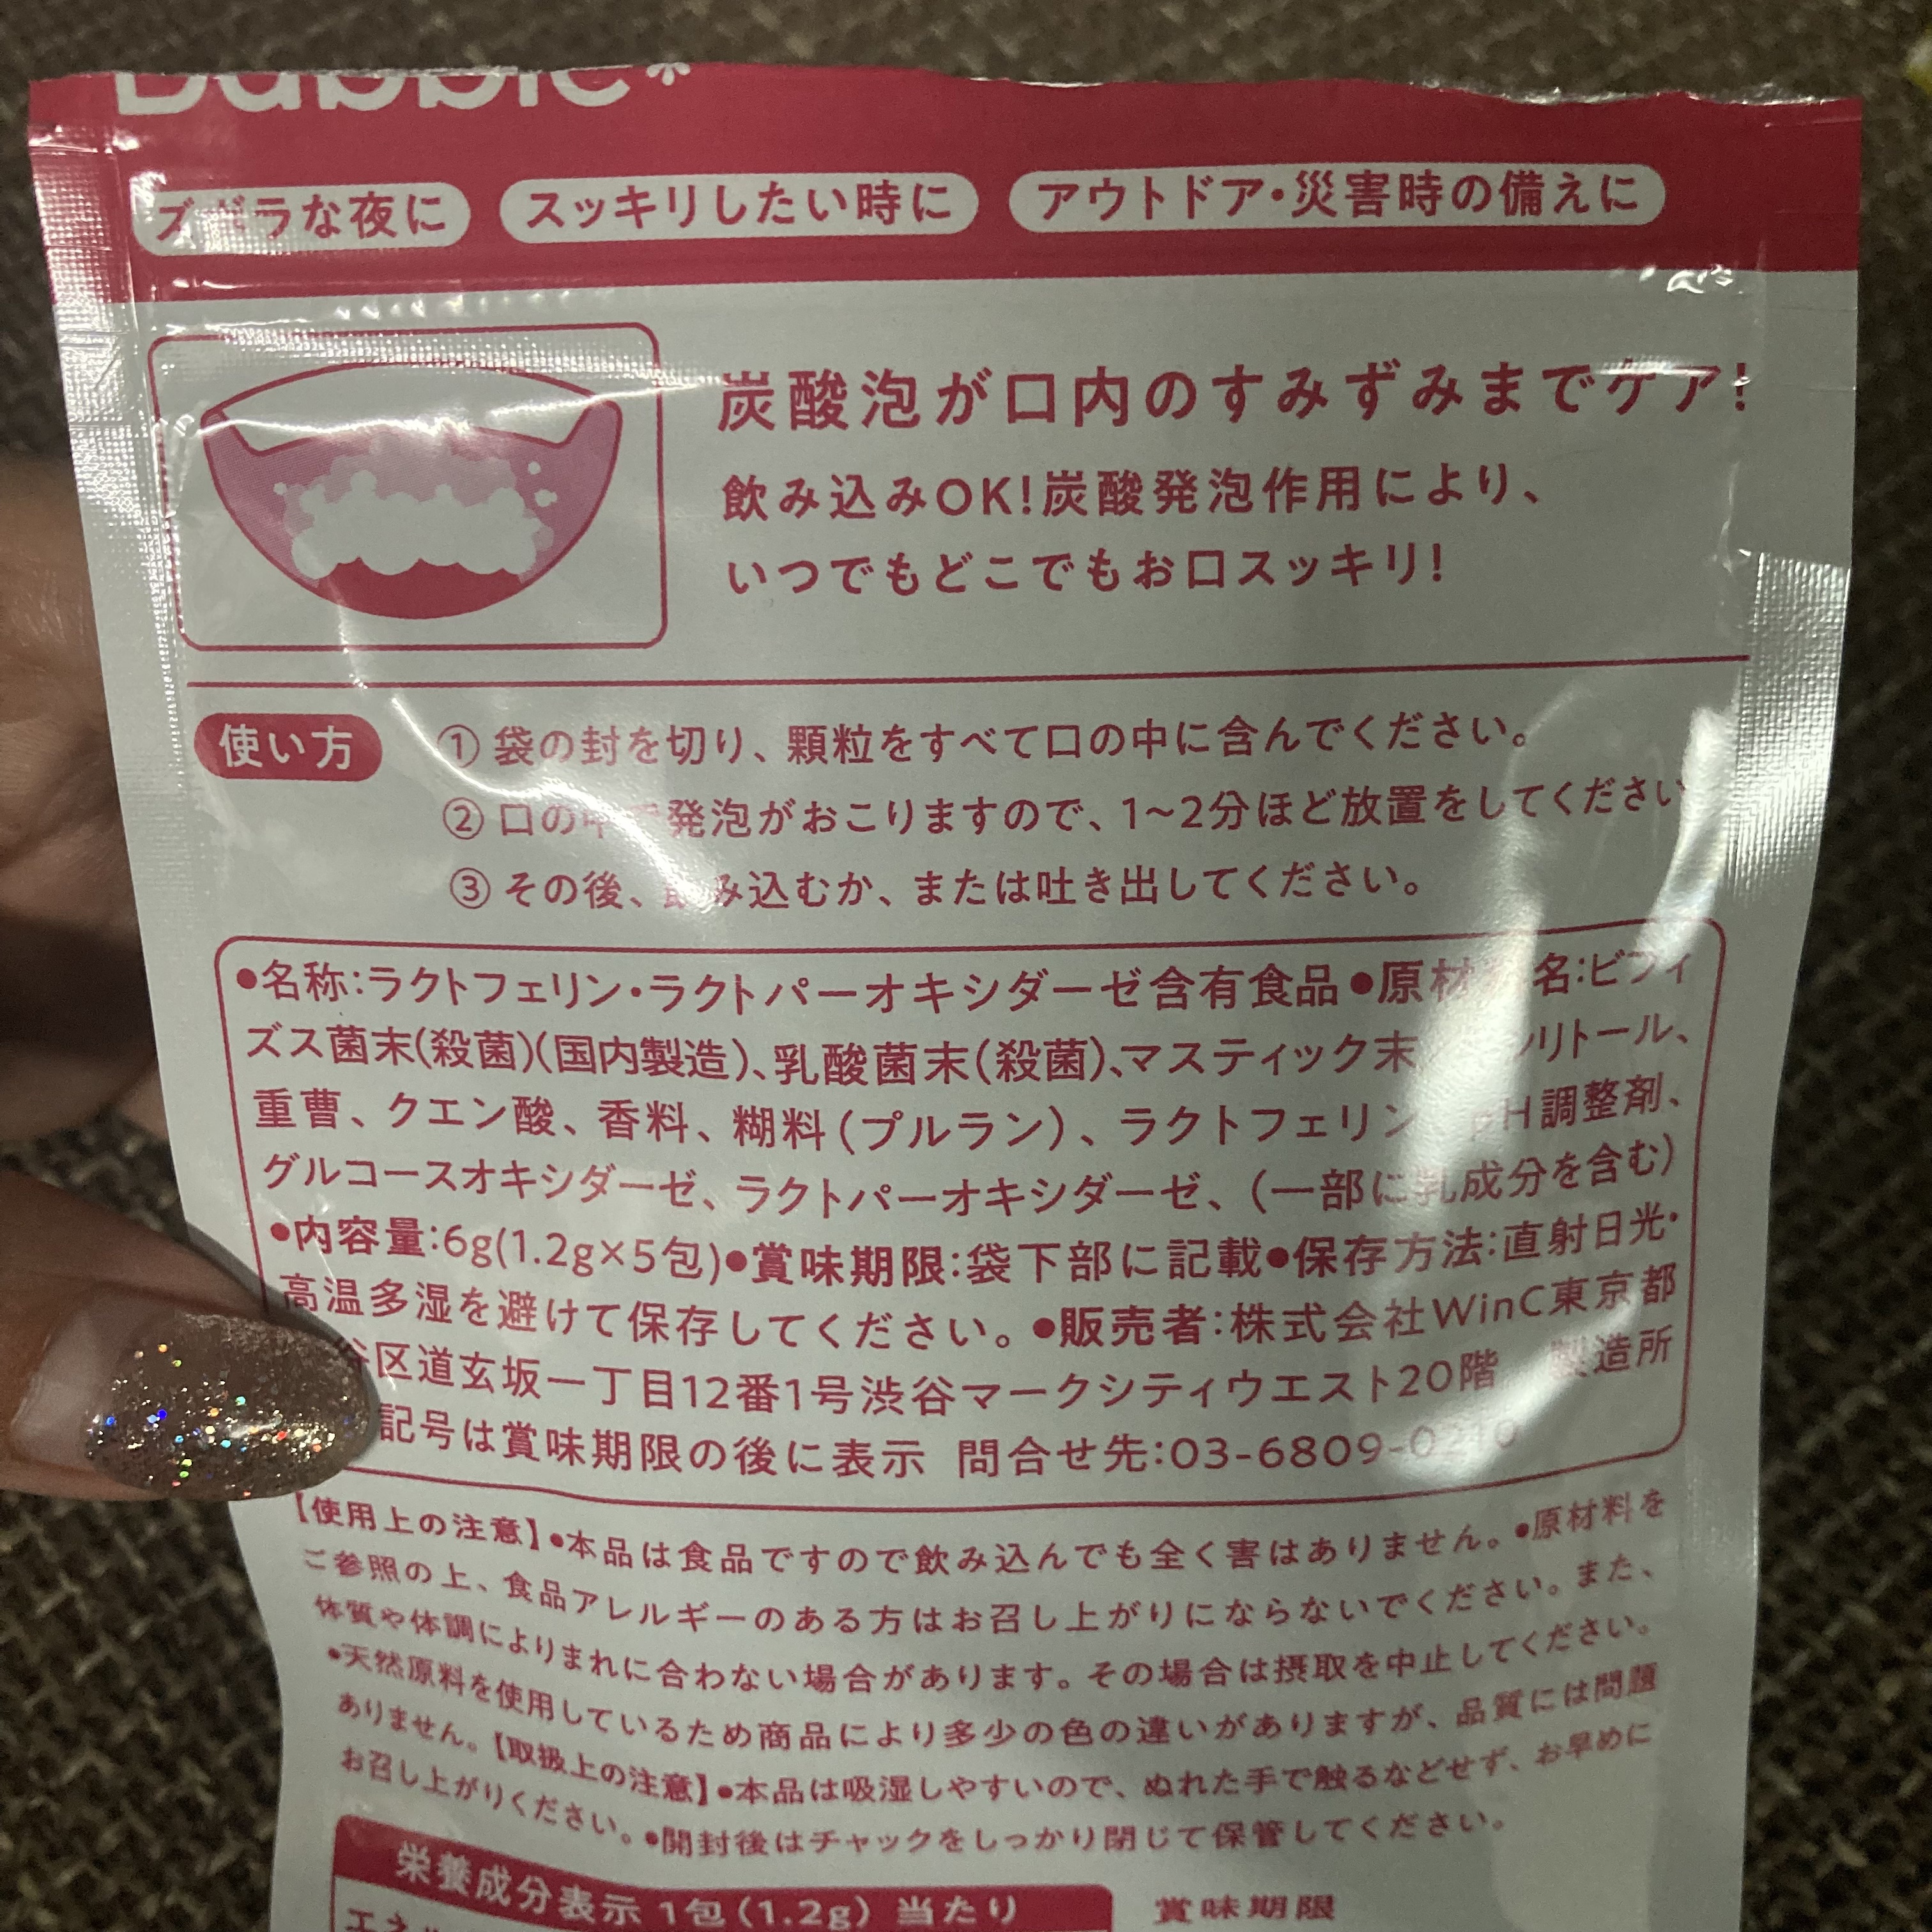 Bubble*
ズボラな夜に スッキリしたい時に アウトドア・災害時の備えに
炭酸泡が口内のすみずみまでケア!
飲み込みOK!炭酸発泡作用により、
いつでもどこでもお口スッキリ!
使い方
① 袋の封を切り、顆粒をすべて口の中に含んでください。
② 口の中で発泡がおこりますので、1~2分ほど放置をしてください
③ その後、飲み込むか、または吐き出してください。
●名称:ラクトフェリン・ラクトパーオキシダーゼ含有食品●原材 名:ビフィ
ズス菌末(殺菌)(国内製造)、乳酸菌末(殺菌)、マスティック末 リトール、
重曹、クエン酸、香料、糊料(プルラン)、ラクトフェリン pH調整剤、
グルコースオキシダーゼ、ラクトパーオキシダーゼ、(一部に乳成分を含む)
●内容量:6g(1.2g×5包)●賞味期限:袋下部に記載●保存方法:直射日光・
高温多湿を避けて保存してください。●販売者:株式会社WinC東京都
谷区道玄坂一丁目12番1号渋谷マークシティウエスト20階 製造所
記号は賞味期限の後に表示 問合せ先:03-6809-0210
【使用上の注意】●本品は食品ですので飲み込んでも全く害はありません。●原材料を
ご参照の上、食品アレルギーのある方はお召し上がりにならないでください。また、
体質や体調によりまれに合わない場合があります。その場合は摂取を中止してください。
●天然原料を使用しているため商品により多少の色の違いがありますが、品質には問題
ありません。【取扱上の注意】●本品は吸湿しやすいので、ぬれた手で触るなどせず、お早めに
お召し上がりください。●開封後はチャックをしっかり閉じて保管してください。
栄養成分表示 1包(1.2g)当たり
賞味期限